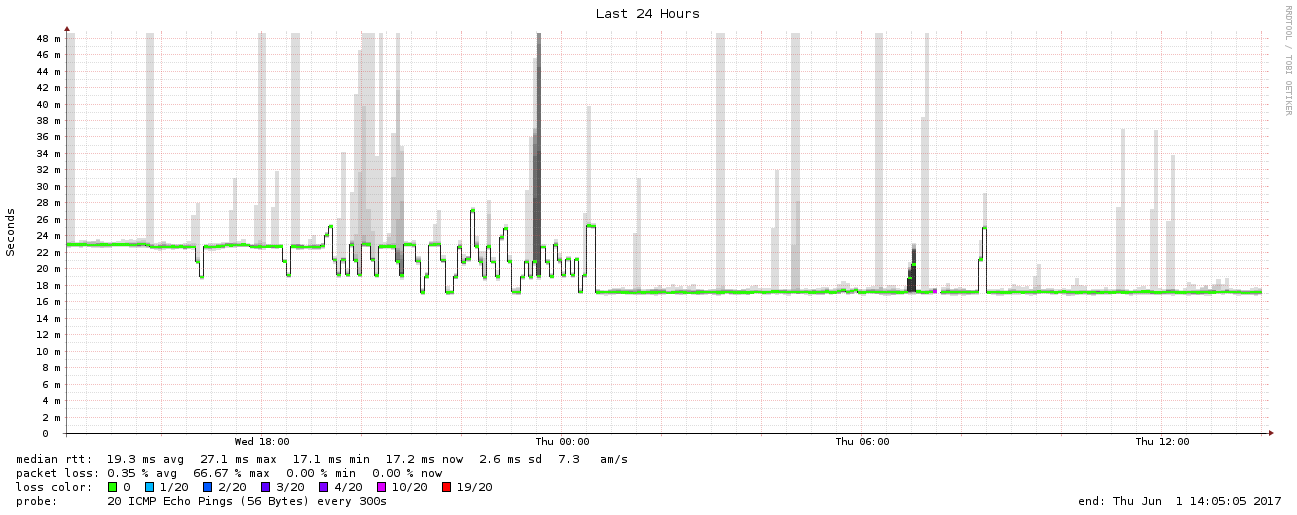 Last 24 Hours
RRDTOOL / TOBI OETIKER
Seconds
48 m
46 m
44 m
42 m
40 m
38 m
36 m
34 m
32 m
30 m
28 m
26 m
24 m
22 m
20 m
18 m
16 m
14 m
12 m
10 m
8 m
6 m
4 m
2 m
0
Wed 18:00 Thu 00:00 Thu 06:00 Thu 12:00
median rtt: 19.3 ms avg 27.1 ms max 17.1 ms min 17.2 ms now 2.6 ms sd 7.3 am/s
packet loss: 0.35 % avg 66.67 % max 0.00 % min 0.00 % now
loss color: 0 1/20 2/20 3/20 4/20 10/20 19/20
probe: 20 ICMP Echo Pings (56 Bytes) every 300s end: Thu Jun 1 14:05:05 2017